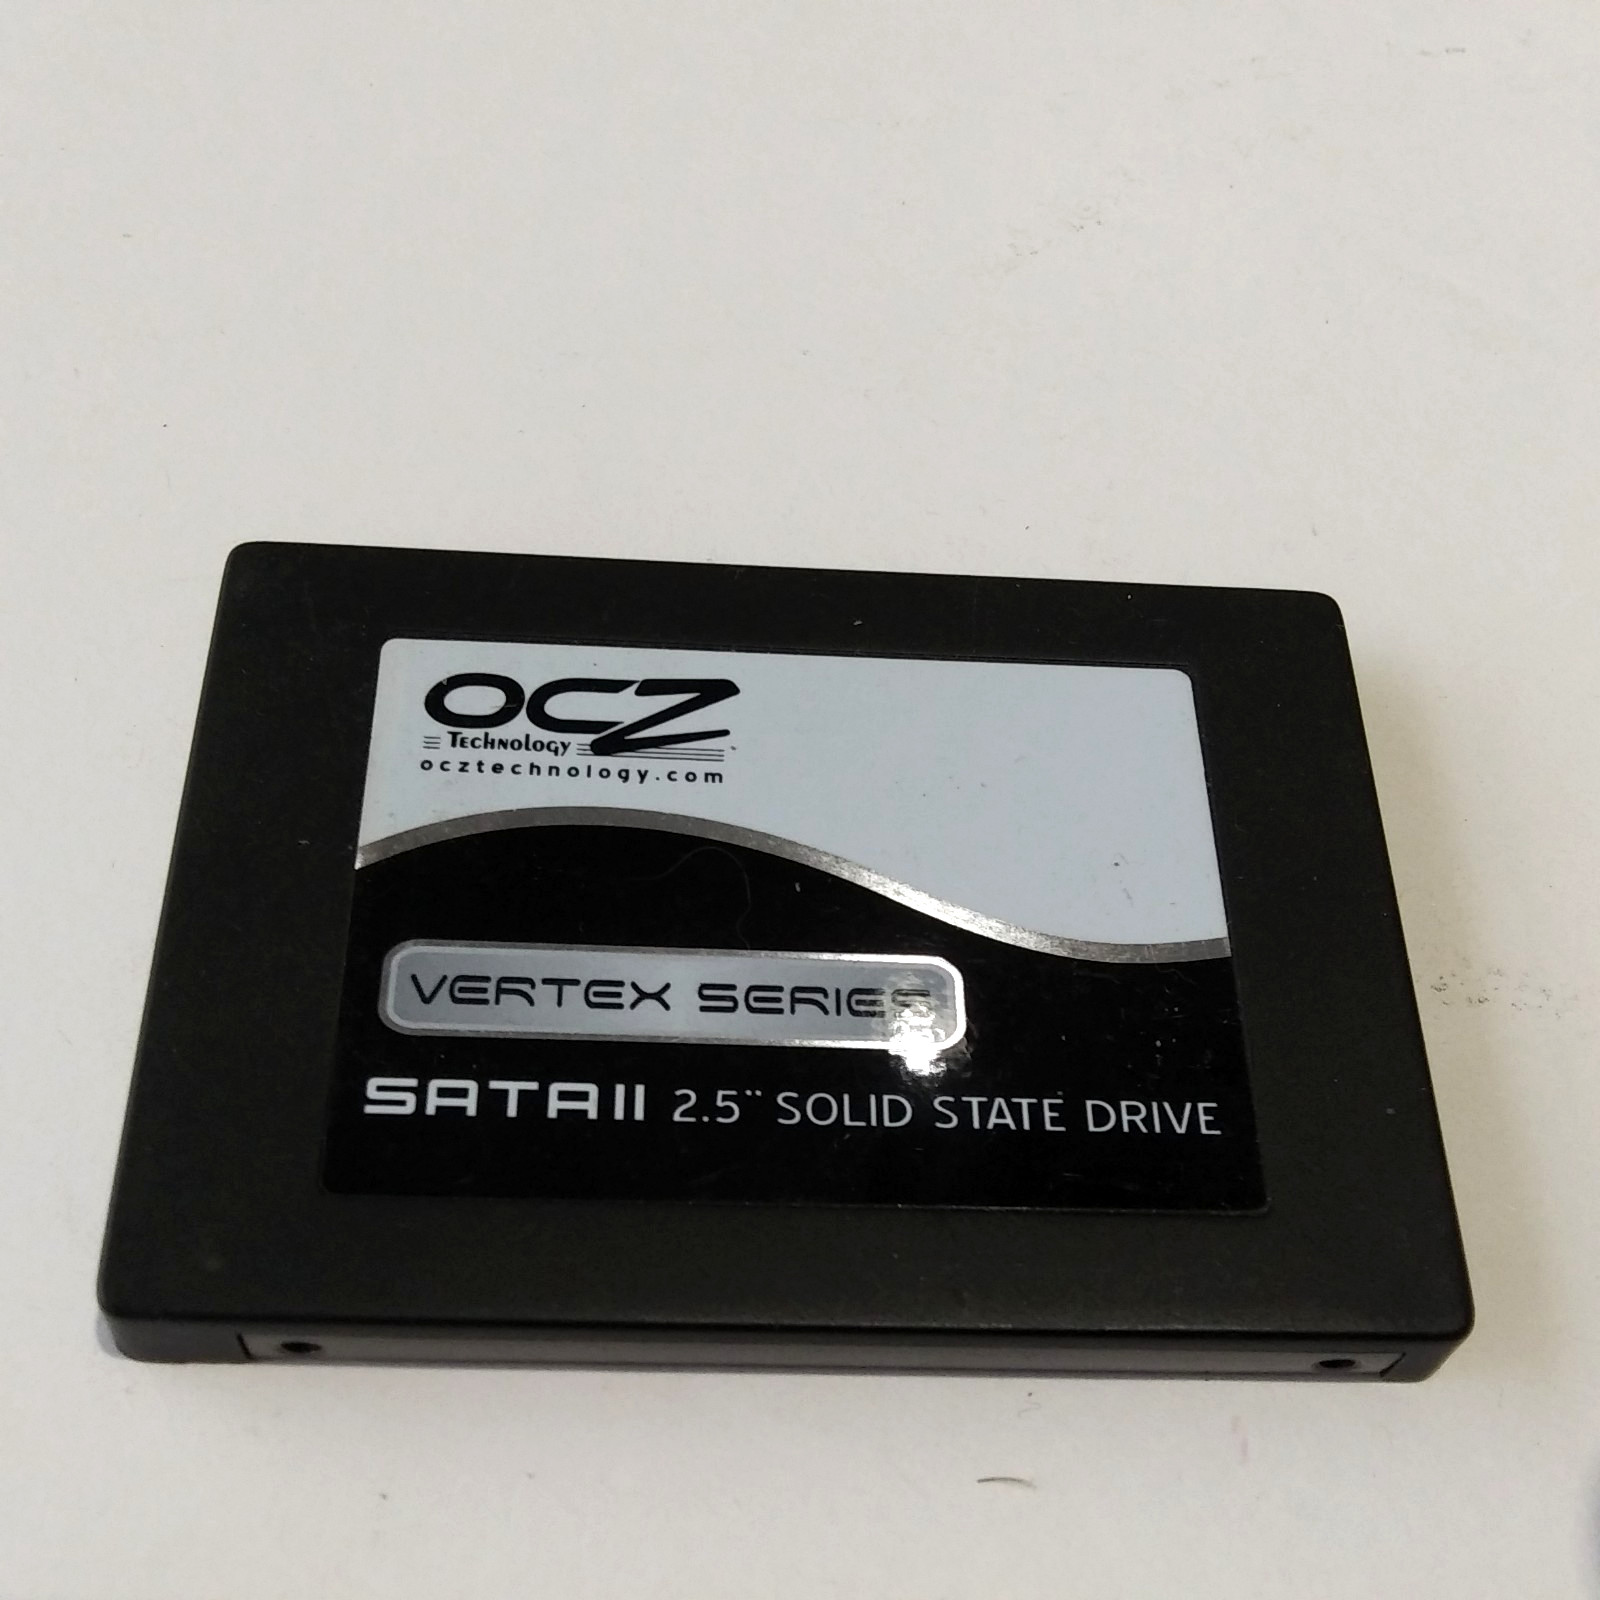 OCZ
Technology
ocztechnology.com
VERTEX SERIES
SATAII 2.5" SOLID STATE DRIVE